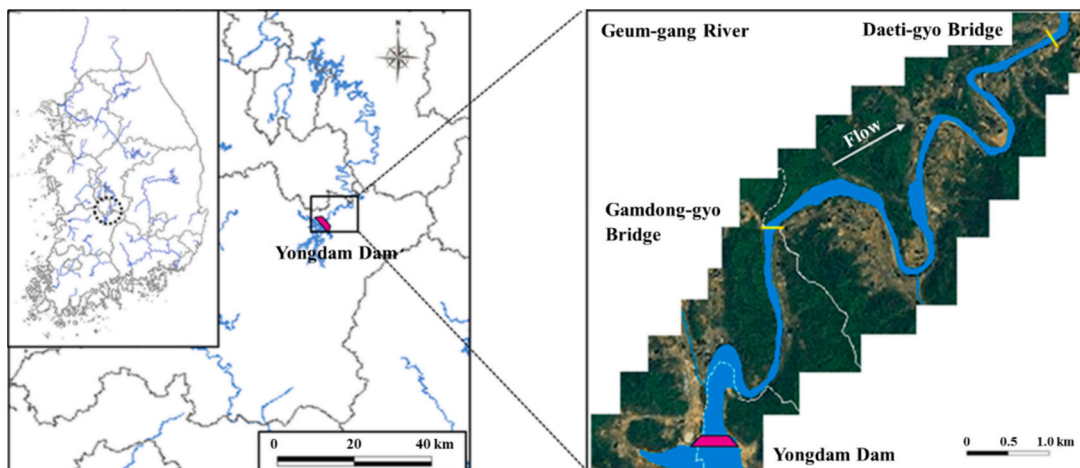 N
Yongdam Dam
0 20 40 km
Geum-gang River
Daeti-gyo
Bridge
Flow
Gamdong-gyo
Bridge
Yongdam Dam
0 0.5 1.0 km